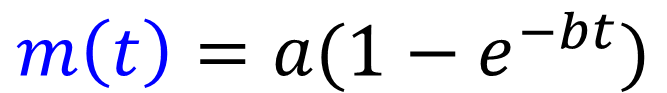 m(t) = a(1 − e^{−bt})